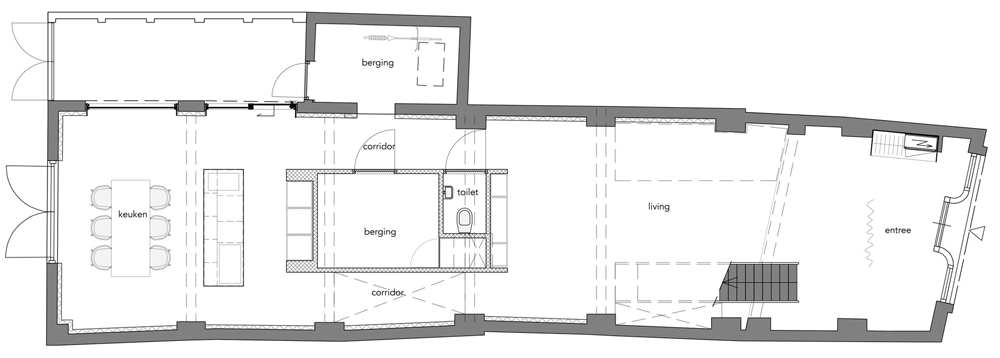 berging
corridor
toilet
keuken
living
berging
entree
corridor